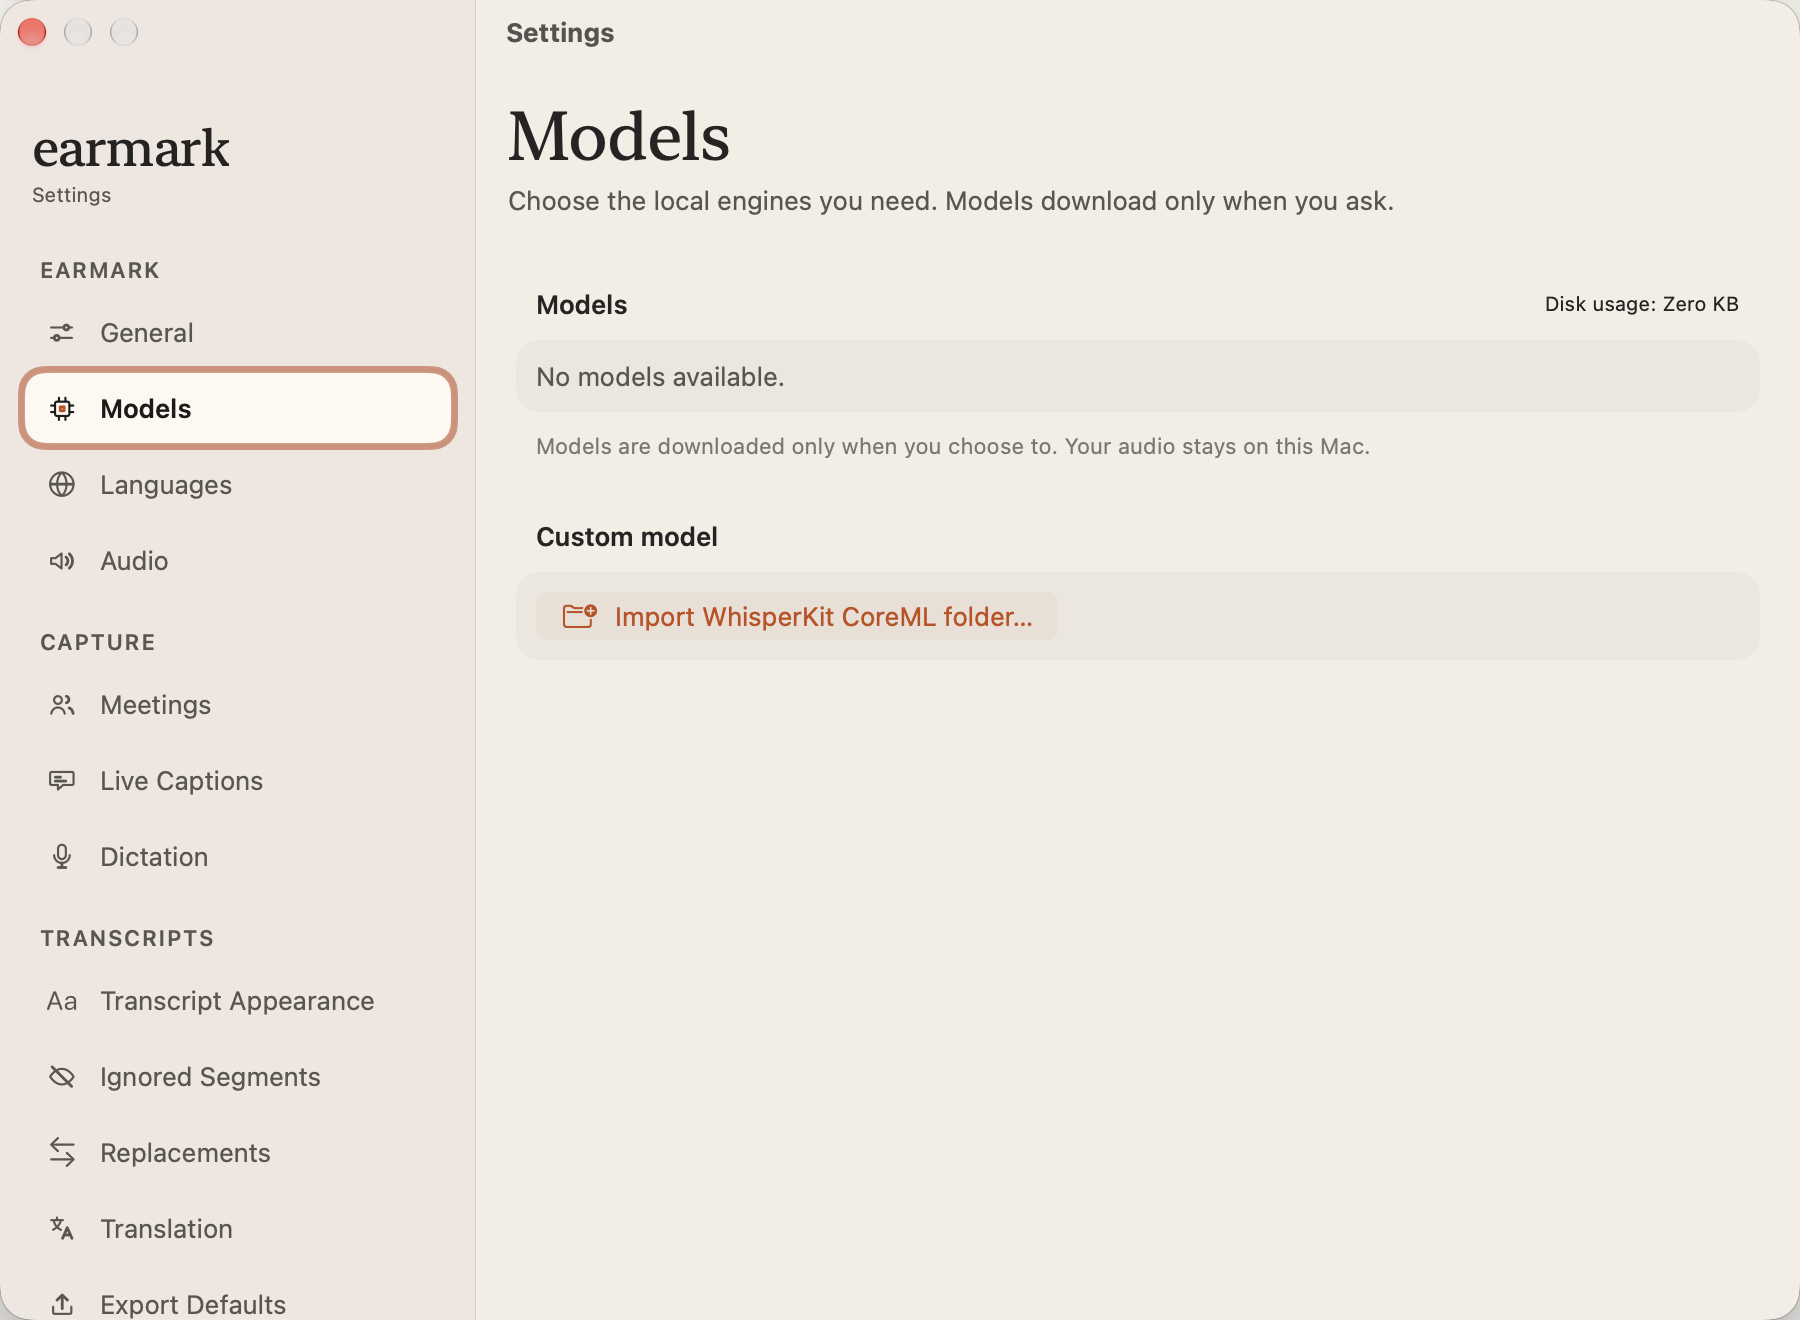 earmark
Settings
EARMARK
General
Models
Languages
Audio
CAPTURE
Meetings
Live Captions
Dictation
TRANSCRIPTS
Aa Transcript Appearance
Ignored Segments
Replacements
Translation
Export Defaults
Settings
Models
Choose the local engines you need. Models download only when you ask.
Models
Disk usage: Zero KB
No models available.
Models are downloaded only when you choose to. Your audio stays on this Mac.
Custom model
Import WhisperKit CoreML folder...